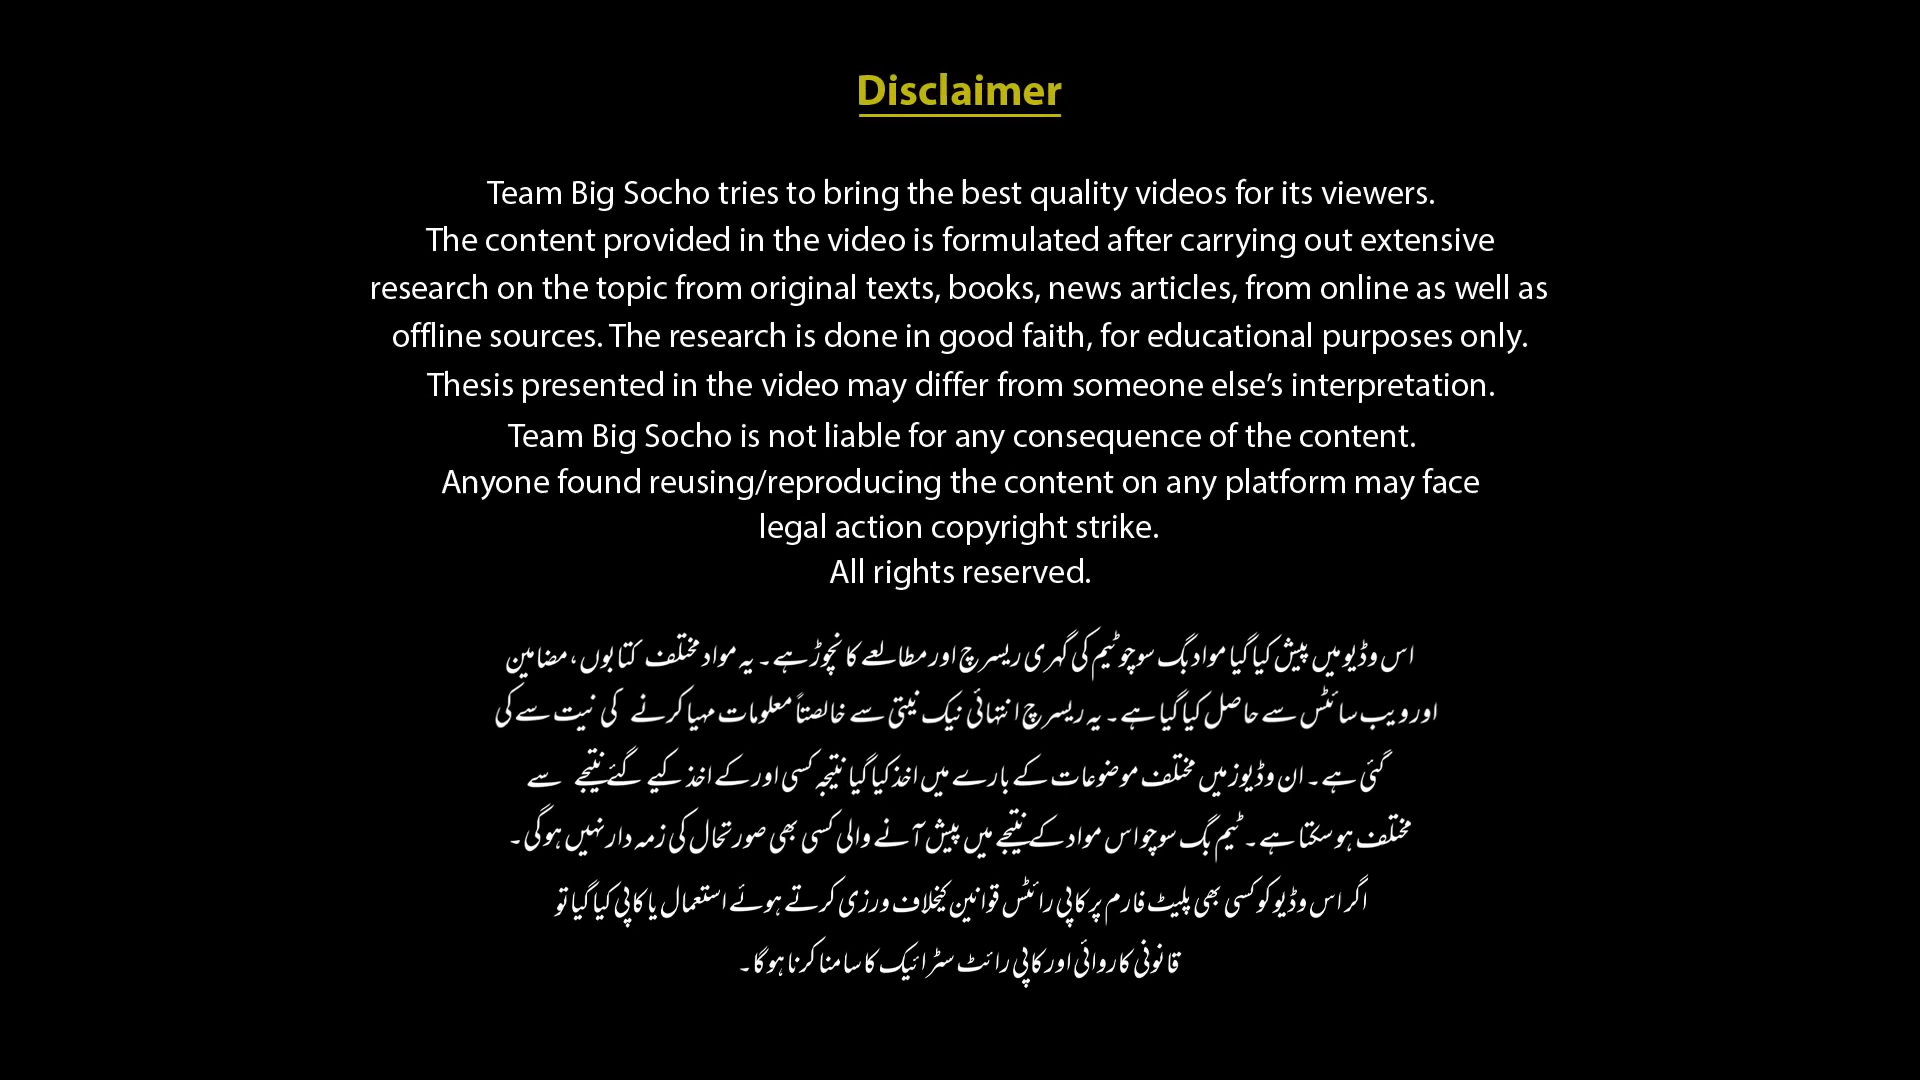 Disclaimer
Team Big Socho tries to bring the best quality videos for its viewers.
The content provided in the video is formulated after carrying out extensive
research on the topic from original texts, books, news articles, from online as well as
offline sources. The research is done in good faith, for educational purposes only.
Thesis presented in the video may differ from someone else’s interpretation.
Team Big Socho is not liable for any consequence of the content.
Anyone found reusing/reproducing the content on any platform may face
legal action copyright strike.
All rights reserved.
اس وڈیو میں پیش کیا گیا مواد بگ سوچو ٹیم کی گہری ریسرچ اور مطالعے کا نچوڑ ہے۔ یہ مواد مختلف کتابوں، مضامین
اور ویب سائٹس سے حاصل کیا گیا ہے۔ یہ ریسرچ انتہائی نیک نیتی سے خالصتاً معلومات مہیا کرنے کی نیت سے کی
گئی ہے۔ ان وڈیوز میں مختلف موضوعات کے بارے میں اخذ کیا گیا نتیجہ کسی اور کے اخذ کیے گئے نتیجے سے
مختلف ہو سکتا ہے۔ ٹیم بگ سوچو اس مواد کے نتیجے میں پیش آنے والی کسی بھی صورتحال کی زمہ دار نہیں ہوگی۔
اگر اس وڈیو کو کسی بھی پلیٹ فارم پر کاپی رائٹس قوانین کیخلاف ورزی کرتے ہوئے استعمال یا کاپی کیا گیا تو
قانونی کاروائی اور کاپی رائٹ سٹرائیک کا سامنا کرنا ہوگا۔